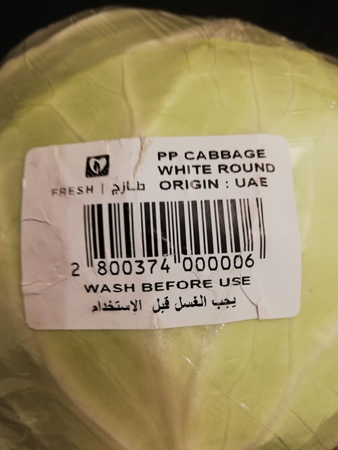 PP CABBAGE
WHITE ROUND
FRESH | طازج ORIGIN : UAE
2 800374 000006
WASH BEFORE USE
يجب الغسل قبل الاستخدام